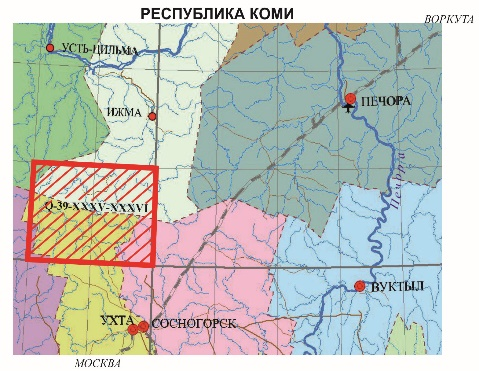 РЕСПУБЛИКА КОМИ
ВОРКУТА
УСТЬ-ЦИЛЬМА
ИЖМА
ПЕЧОРА
Печора
Q-39-XXXV-XXXVI
ВУКТЫЛ
УХТА
СОСНОГОРСК
МОСКВА